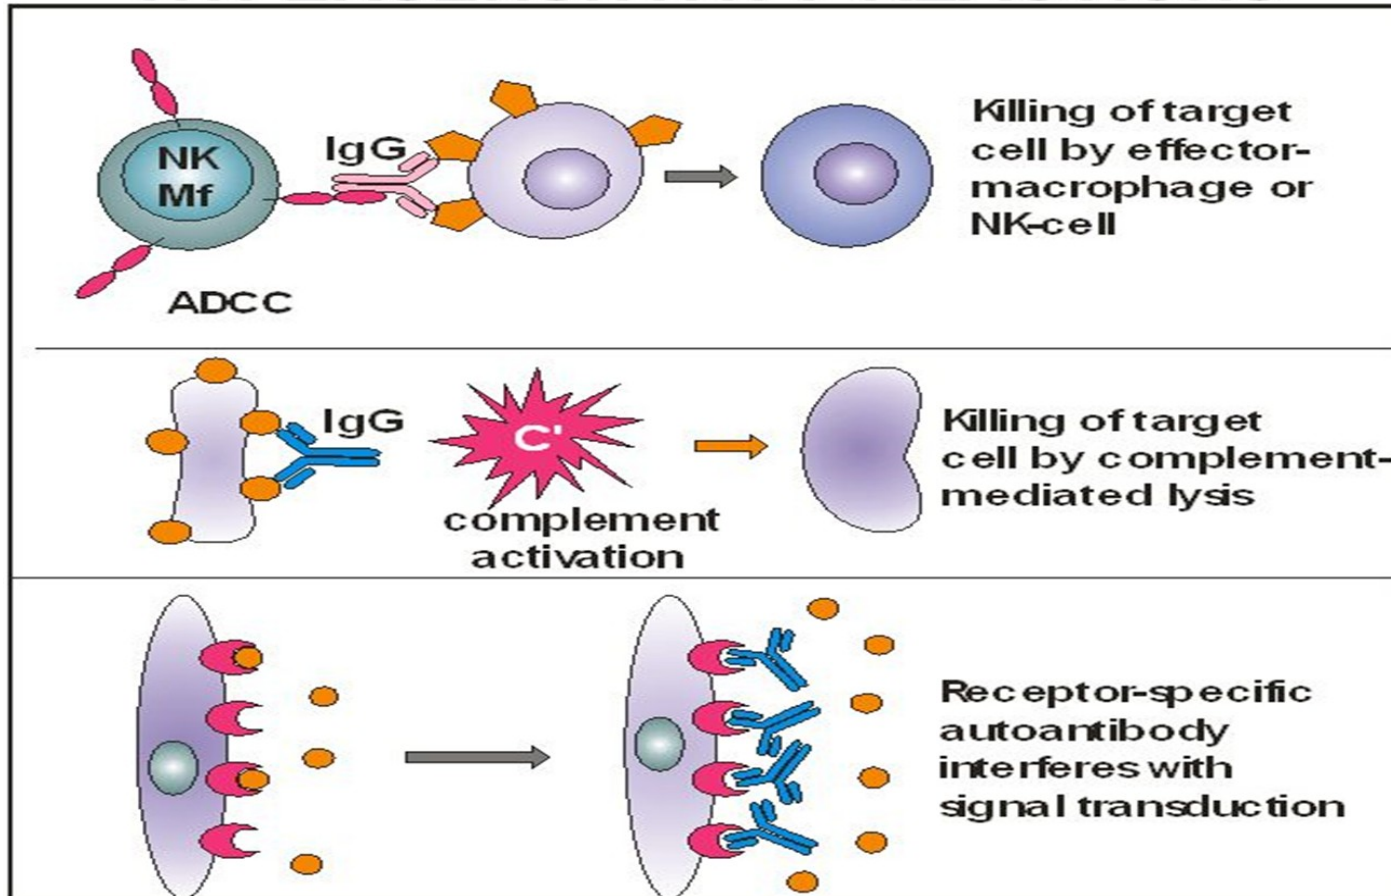 NK
Mf
IgG
ADCC
Killing of target
cell by effector-
macrophage or
NK-cell
IgG
C'
complement
activation
Killing of target
cell by complement-
mediated lysis
Receptor-specific
autoantibody
interferes with
signal transduction